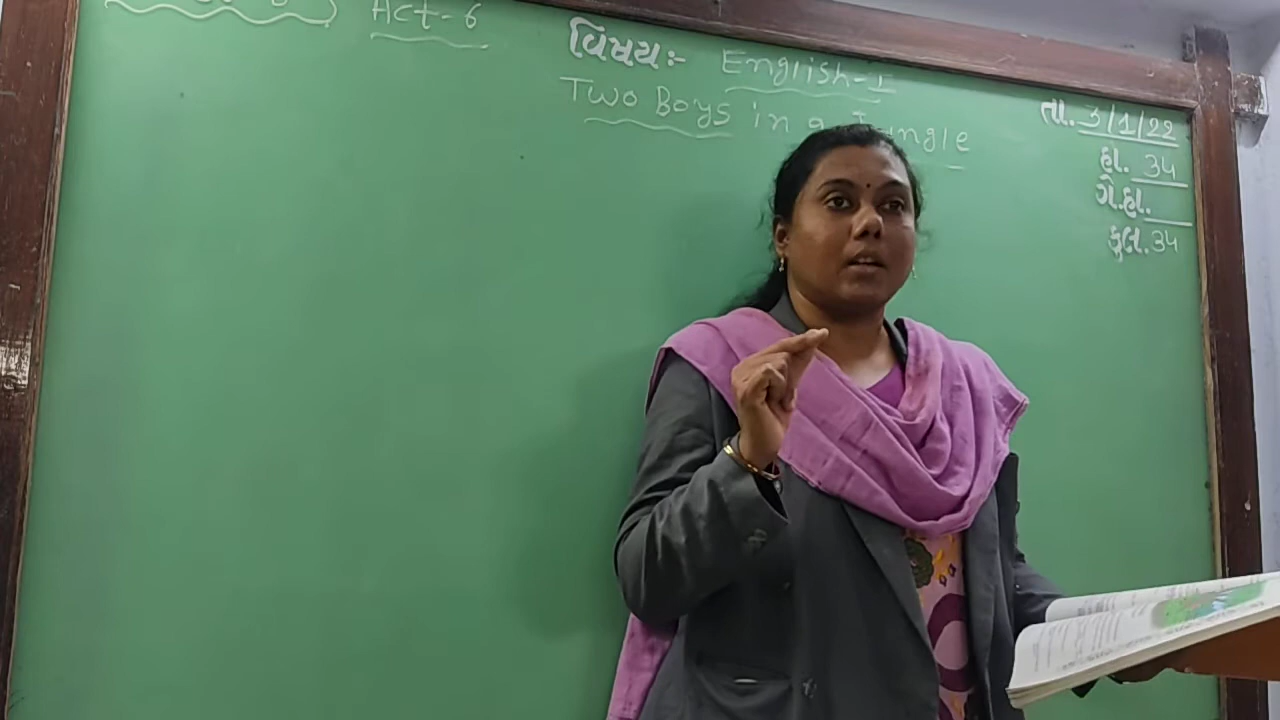 Act-6
વિષય:- English-I
Two Boys in a Jungle
તા. 3/1/22
હા. 34
ગે.હા.
કુલ. 34